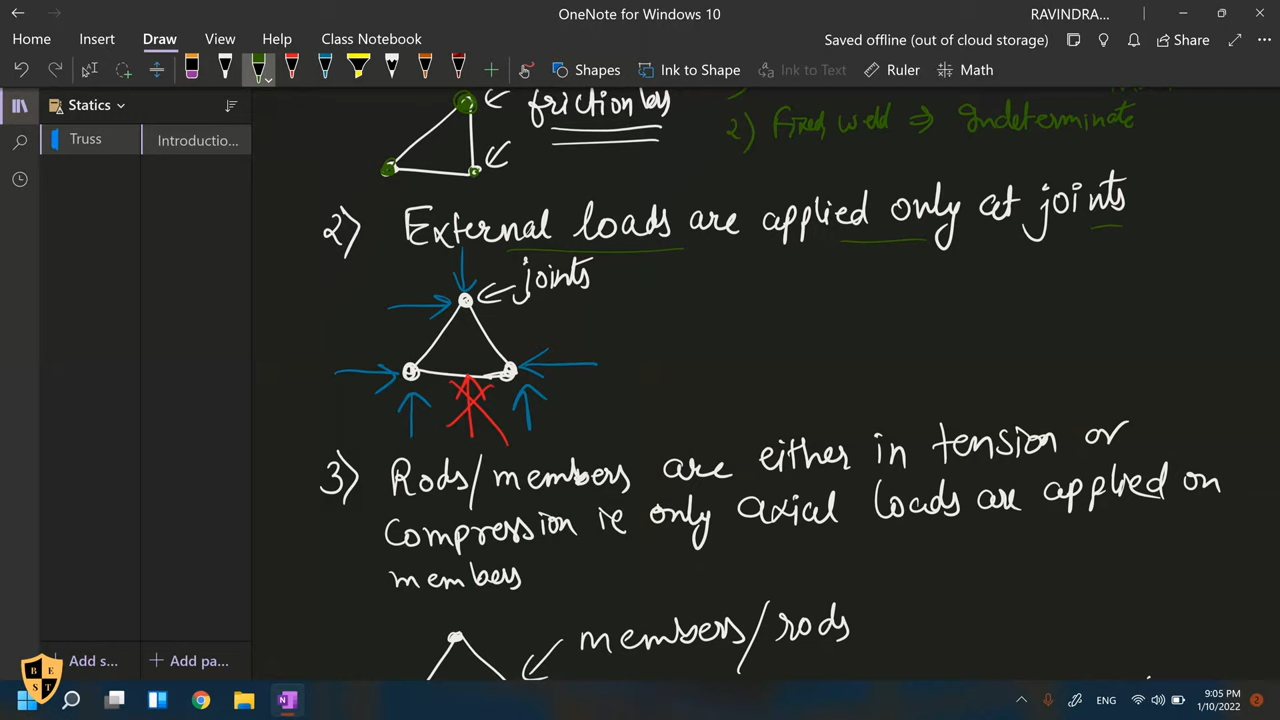 OneNote for Windows 10
RAVINDRA...
Home Insert Draw View Help Class Notebook
Saved offline (out of cloud storage) Share
Shapes Ink to Shape Ink to Text Ruler Math
Statics
Truss
Introductio...
frictionless
2) Fixed, weld ⇒ Indeterminate
2) External loads are applied only at joints
joints
3) Rods/members are either in tension or
compression ie only axial loads are applied on
members
members/rods
Add s... Add pa...
BEST
ENG
9:05 PM
1/10/2022
2